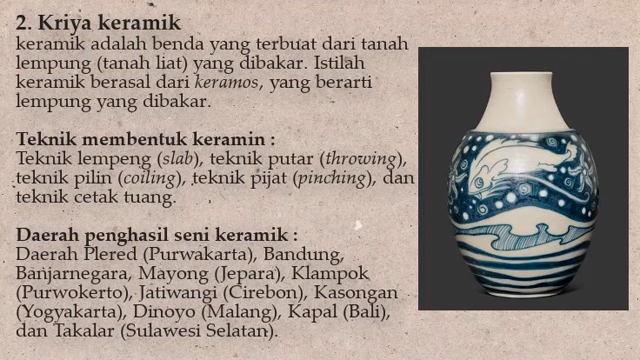 2. Kriya keramik
keramik adalah benda yang terbuat dari tanah
lempung (tanah liat) yang dibakar. Istilah
keramik berasal dari keramos, yang berarti
lempung yang dibakar.
Teknik membentuk keramin :
Teknik lempeng (slab), teknik putar (throwing),
teknik pilin (coiling), teknik pijat (pinching), dan
teknik cetak tuang.
Daerah penghasil seni keramik :
Daerah Plered (Purwakarta), Bandung,
Banjarnegara, Mayong (Jepara), Klampok
(Purwokerto), Jatiwangi (Cirebon), Kasongan
(Yogyakarta), Dinoyo (Malang), Kapal (Bali),
dan Takalar (Sulawesi Selatan).